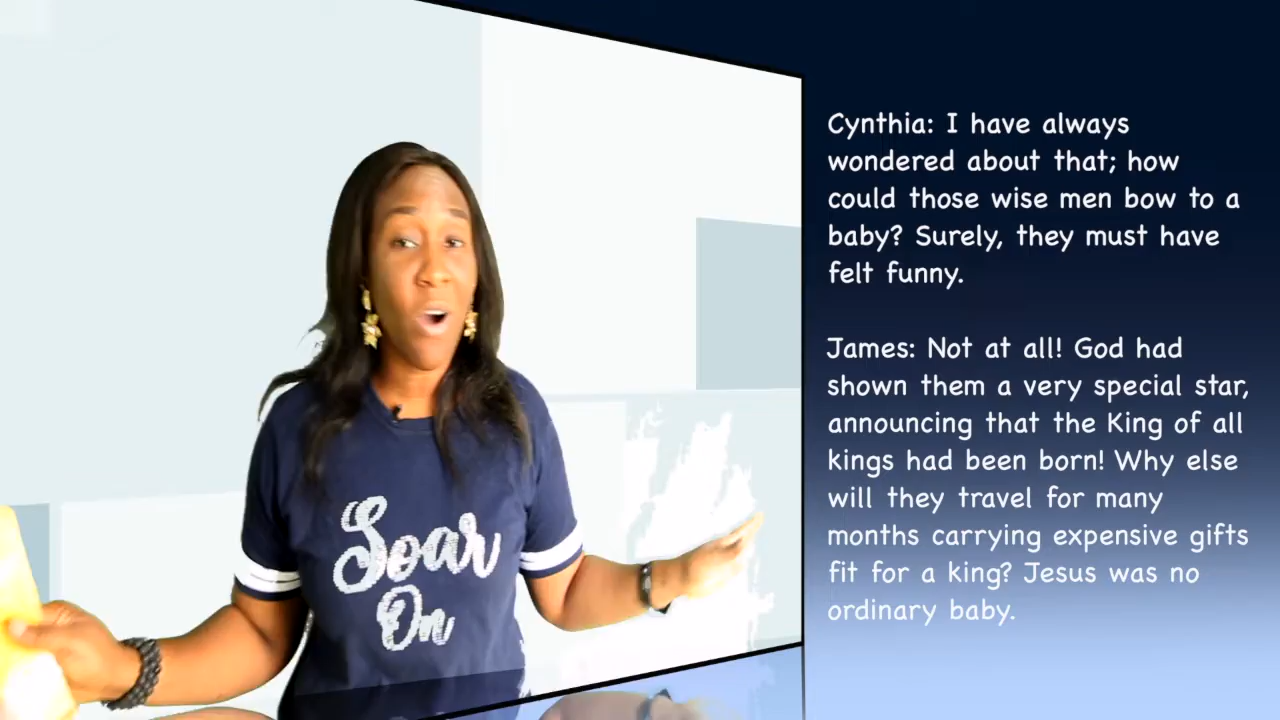 Cynthia: I have always
wondered about that; how
could those wise men bow to a
baby? Surely, they must have
felt funny.
James: Not at all! God had
shown them a very special star,
announcing that the King of all
kings had been born! Why else
will they travel for many
months carrying expensive gifts
fit for a king? Jesus was no
ordinary baby.
Soar
On